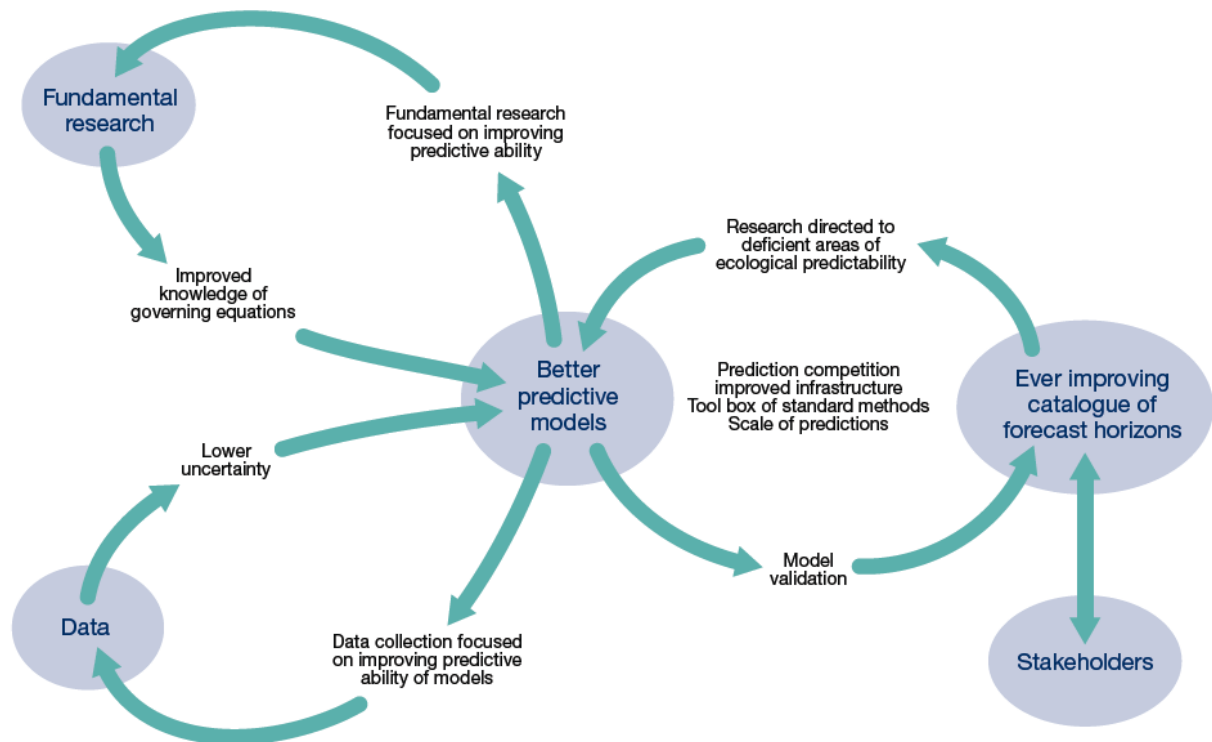 Fundamental
research
Fundamental research
focused on improving
predictive ability
Improved
knowledge of
governing equations
Research directed to
deficient areas of
ecological predictability
Better
predictive
models
Prediction competition
improved infrastructure
Tool box of standard methods
Scale of predictions
Ever improving
catalogue of
forecast horizons
Lower
uncertainty
Model
validation
Data
Data collection focused
on improving predictive
ability of models
Stakeholders